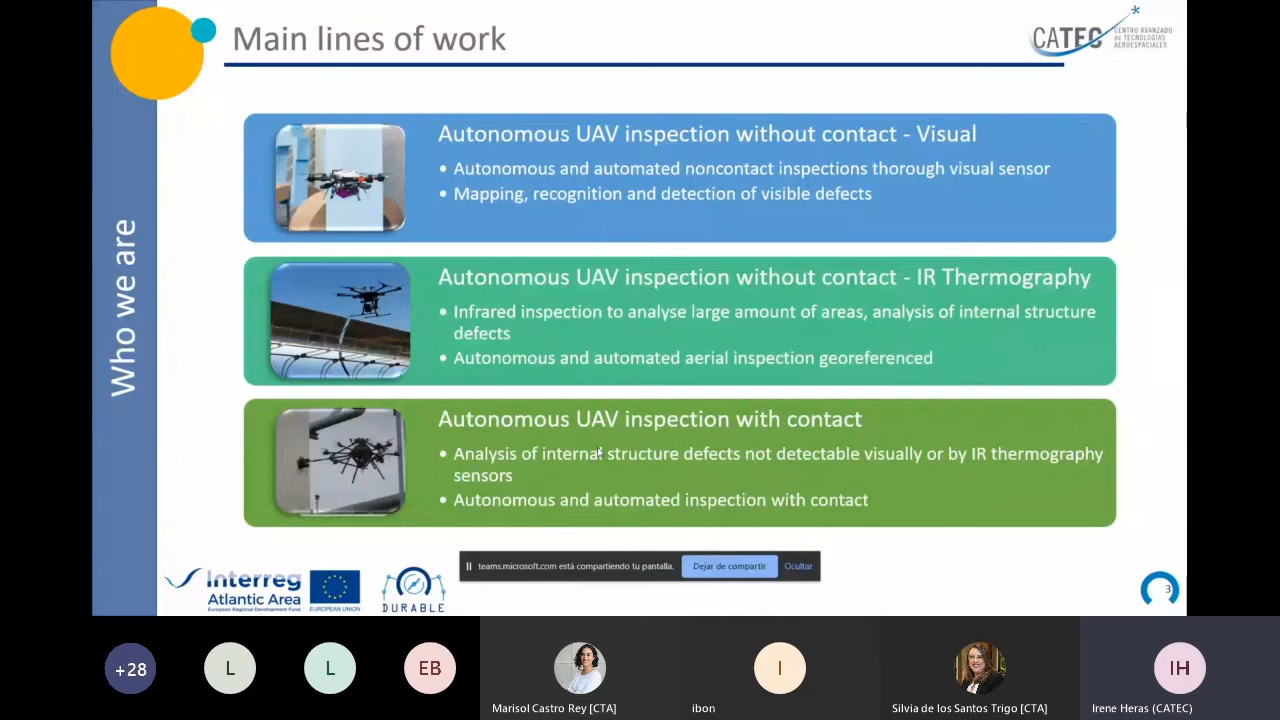 Main lines of work
CATEC
CENTRO AVANZADO
de TECNOLOGÍAS
AEROESPACIALES
Who we are
Autonomous UAV inspection without contact - Visual
• Autonomous and automated noncontact inspections thorough visual sensor
• Mapping, recognition and detection of visible defects
Autonomous UAV inspection without contact - IR Thermography
• Infrared inspection to analyse large amount of areas, analysis of internal structure
defects
• Autonomous and automated aerial inspection georeferenced
Autonomous UAV inspection with contact
• Analysis of internal structure defects not detectable visually or by IR thermography
sensors
• Autonomous and automated inspection with contact
teams.microsoft.com está compartiendo tu pantalla.
Dejar de compartir
Ocultar
Interreg
Atlantic Area
European Regional Development Fund
EUROPEAN UNION
DURABLE
3
+28
L
L
EB
I
IH
Marisol Castro Rey [CTA]
ibon
Silvia de los Santos Trigo [CTA]
Irene Heras (CATEC)